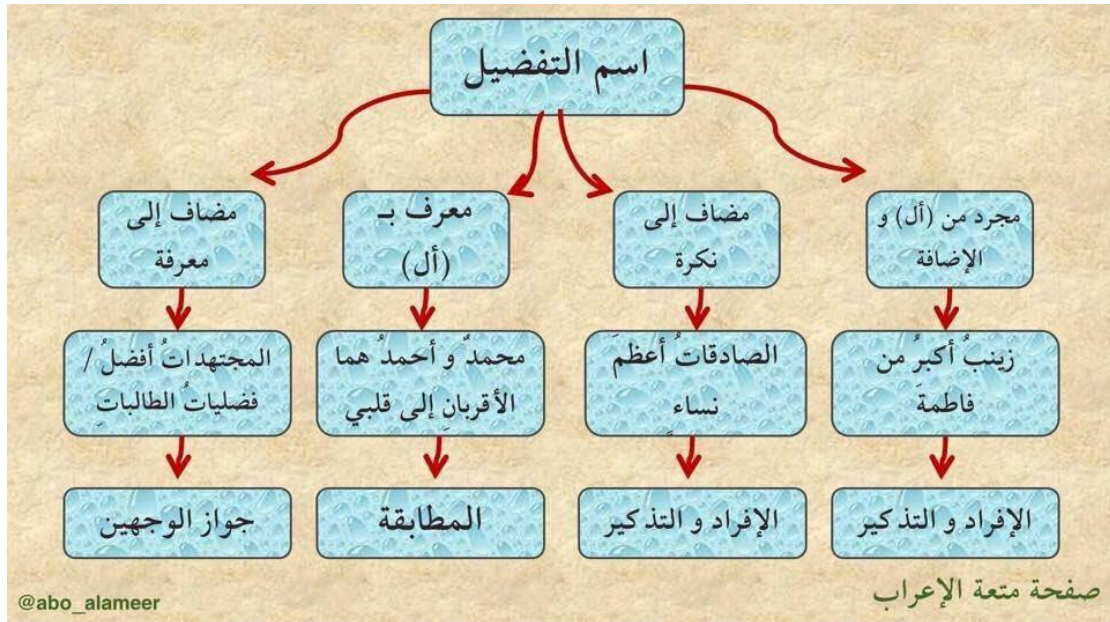 اسم التفضيل
مجرد من (أل) و
الإضافة
مضاف إلى
نكرة
معرف بـ
(أل)
مضاف إلى
معرفة
زينبُ أكبرُ من
فاطمةَ
الصادقاتُ أعظمَ
نساءٍ
محمدٌ و أحمدُ هما
الأقربانِ إلى قلبي
المجتهداتُ أفضلُ /
فضلياتُ الطالباتِ
الإفراد و التذكير
الإفراد و التذكير
المطابقة
جواز الوجهين
صفحة متعة الإعراب
@abo_alameer